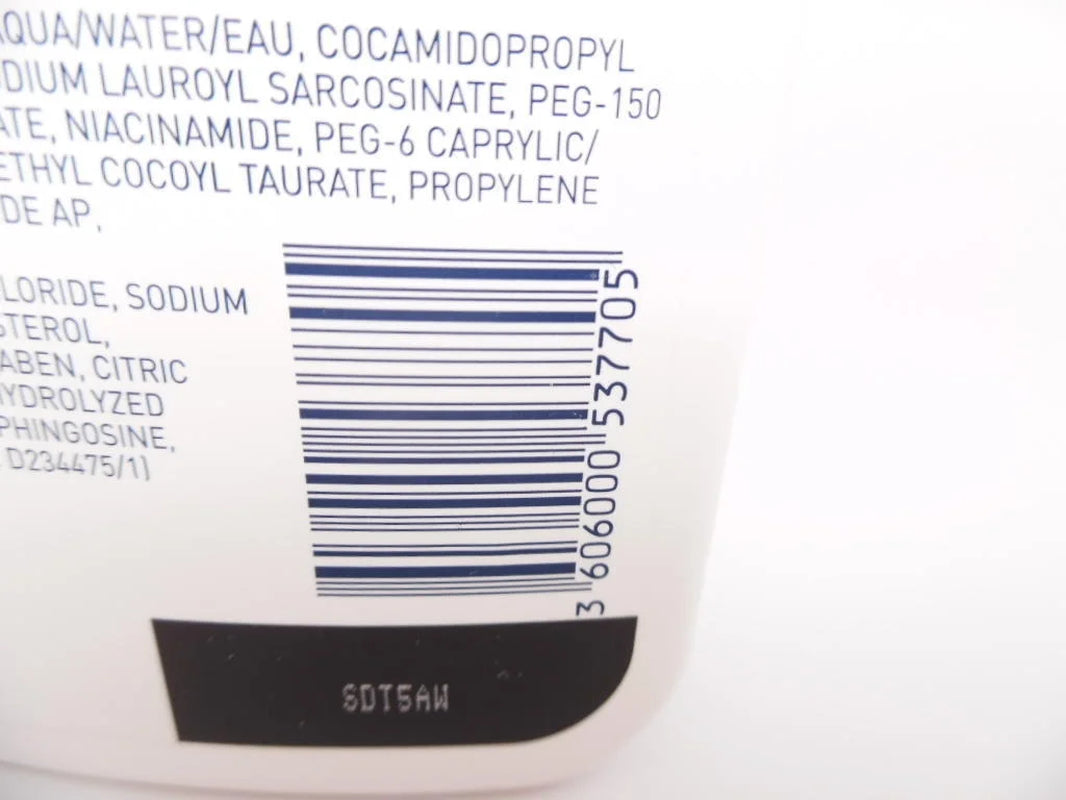 AQUA/WATER/EAU, COCAMIDOPROPYL
DIUM LAUROYL SARCOSINATE, PEG-150
ATE, NIACINAMIDE, PEG-6 CAPRYLIC/
ETHYL COCOYL TAURATE, PROPYLENE
DE AP,
LORIDE, SODIUM
STEROL,
ABEN, CITRIC
HYDROLYZED
PHINGOSINE,
D234475/1)
3 606000 537705
SDT5AW